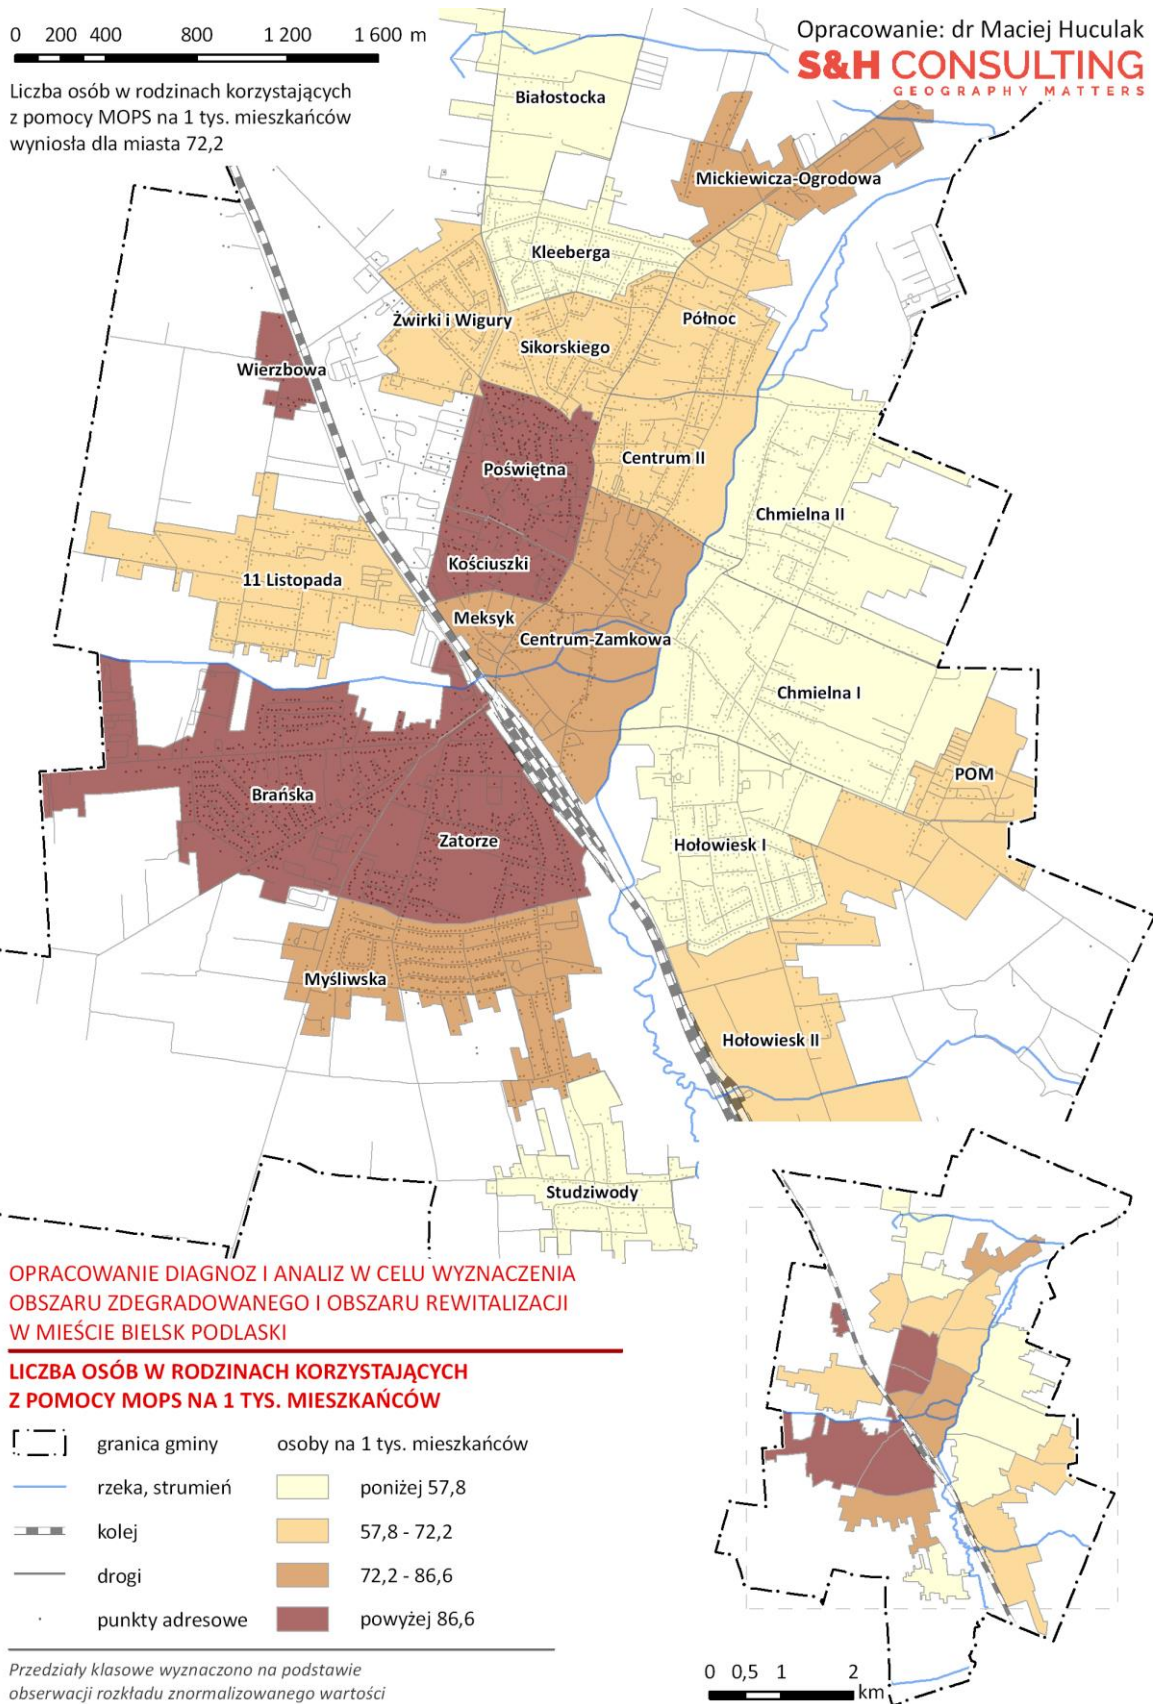 0 200 400 800 1 200 1 600 m
Opracowanie: dr Maciej Huculak
S&H CONSULTING
GEOGRAPHY MATTERS
Liczba osób w rodzinach korzystających
z pomocy MOPS na 1 tys. mieszkańców
wyniosła dla miasta 72,2
Białostocka
Mickiewicza-Ogrodowa
Kleeberga
Żwirki i Wigury
Północ
Sikorskiego
Wierzbowa
Centrum II
Poświętna
Chmielna II
Kościuszki
11 Listopada
Meksyk
Centrum-Zamkowa
Chmielna I
POM
Brańska
Zatorze
Hołowiesk I
Myśliwska
Hołowiesk II
Studziwody
OPRACOWANIE DIAGNOZ I ANALIZ W CELU WYZNACZENIA
OBSZARU ZDEGRADOWANEGO I OBSZARU REWITALIZACJI
W MIEŚCIE BIELSK PODLASKI
LICZBA OSÓB W RODZINACH KORZYSTAJĄCYCH
Z POMOCY MOPS NA 1 TYS. MIESZKAŃCÓW
granica gminy
rzeka, strumień
kolej
drogi
punkty adresowe
osoby na 1 tys. mieszkańców
poniżej 57,8
57,8 - 72,2
72,2 - 86,6
powyżej 86,6
Przedziały klasowe wyznaczono na podstawie
obserwacji rozkładu znormalizowanego wartości
0 0,5 1 2
km